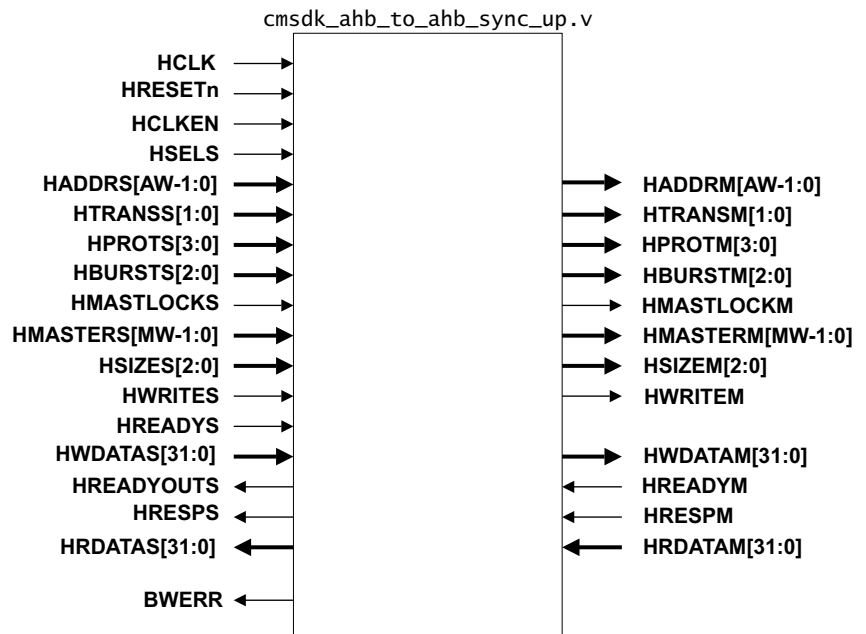 cmsdk_ahb_to_ahb_sync_up.v
HCLK
HRESETn
HCLKEN
HSELS
HADDRS[AW-1:0] HADDRM[AW-1:0]
HTRANSS[1:0] HTRANSM[1:0]
HPROTS[3:0] HPROTM[3:0]
HBURSTS[2:0] HBURSTM[2:0]
HMASTLOCKS HMASTLOCKM
HMASTERS[MW-1:0] HMASTERM[MW-1:0]
HSIZES[2:0] HSIZEM[2:0]
HWRITES HWRITEM
HREADYS
HWDATAS[31:0] HWDATAM[31:0]
HREADYOUTS HREADYM
HRESPS HRESPM
HRDATAS[31:0] HRDATAM[31:0]
BWERR